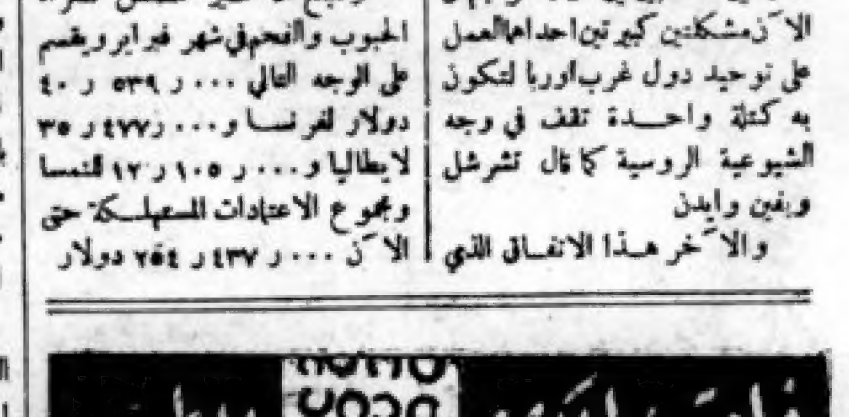 الآن مشكلتين كبيرتين احداهما العمل
على توحيد دول غرب اوربا لتكون
به كتلة واحدة تقف في وجه
الشيوعية الروسية كما قال تشرشل
وبفين وايدن
والآخر هذا الاتفاق الذي
الحبوب والفحم في شهر فبراير ويقسم
على الوجه التالي ٠٠٠ ر ٥٣٩ ر ٤٠
دولار لفرنسا و ٠٠٠ ر ٤٧٧ ر ٣٥
لايطاليا و ٠٠٠ ر ١٠٥ ر ١٢ للنمسا
ومجموع الاعتمادات المستهلكة حتى
الآن ٠٠٠ ر ٤٣٧ ر ٢٥٤ دولار